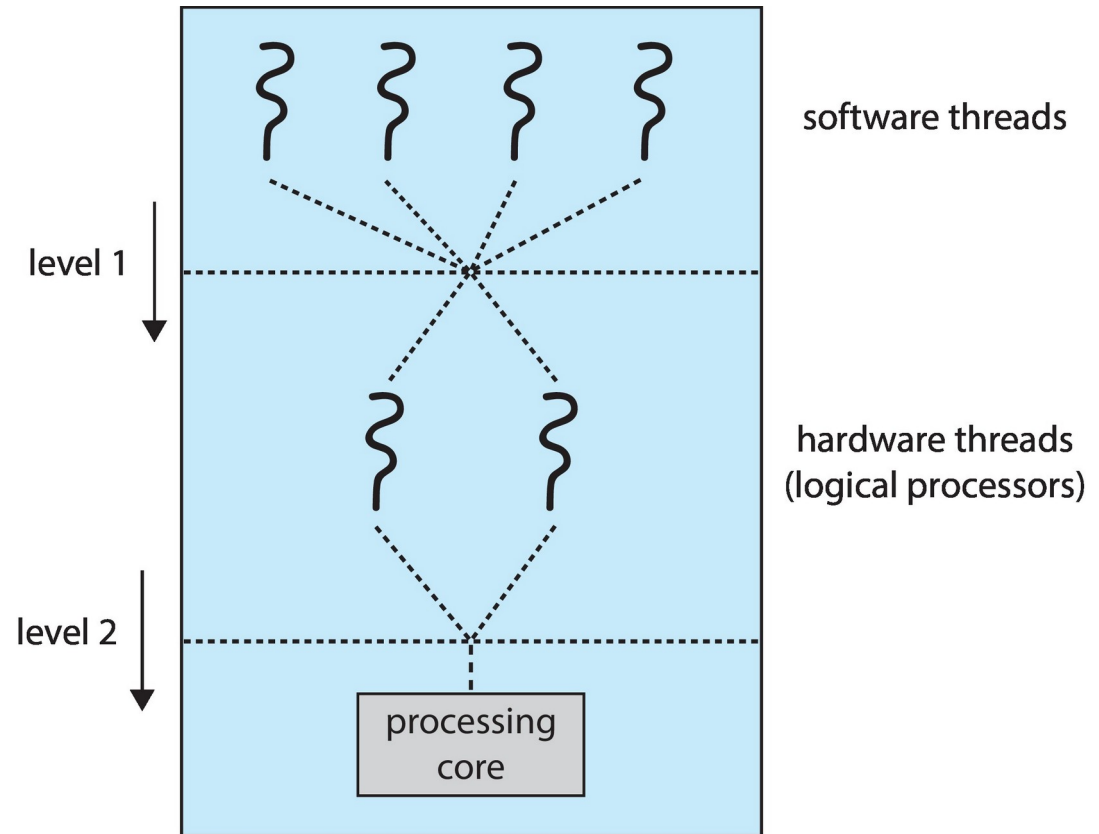 software threads
level 1
hardware threads
(logical processors)
level 2
processing
core